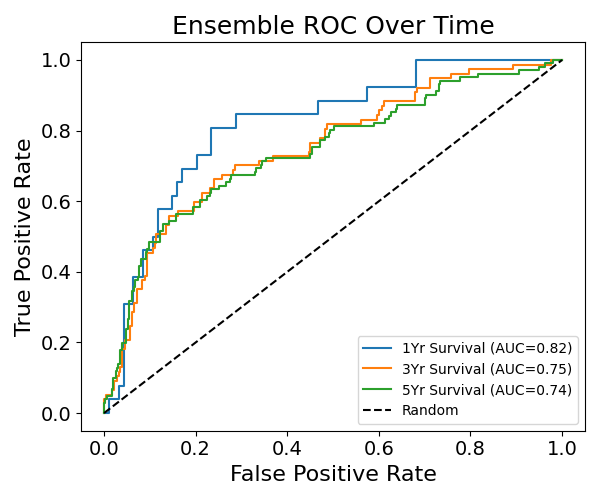 Ensemble ROC Over Time
True Positive Rate
1.0
0.8
0.6
0.4
0.2
0.0
0.0 0.2 0.4 0.6 0.8 1.0
False Positive Rate
1Yr Survival (AUC=0.82)
3Yr Survival (AUC=0.75)
5Yr Survival (AUC=0.74)
Random